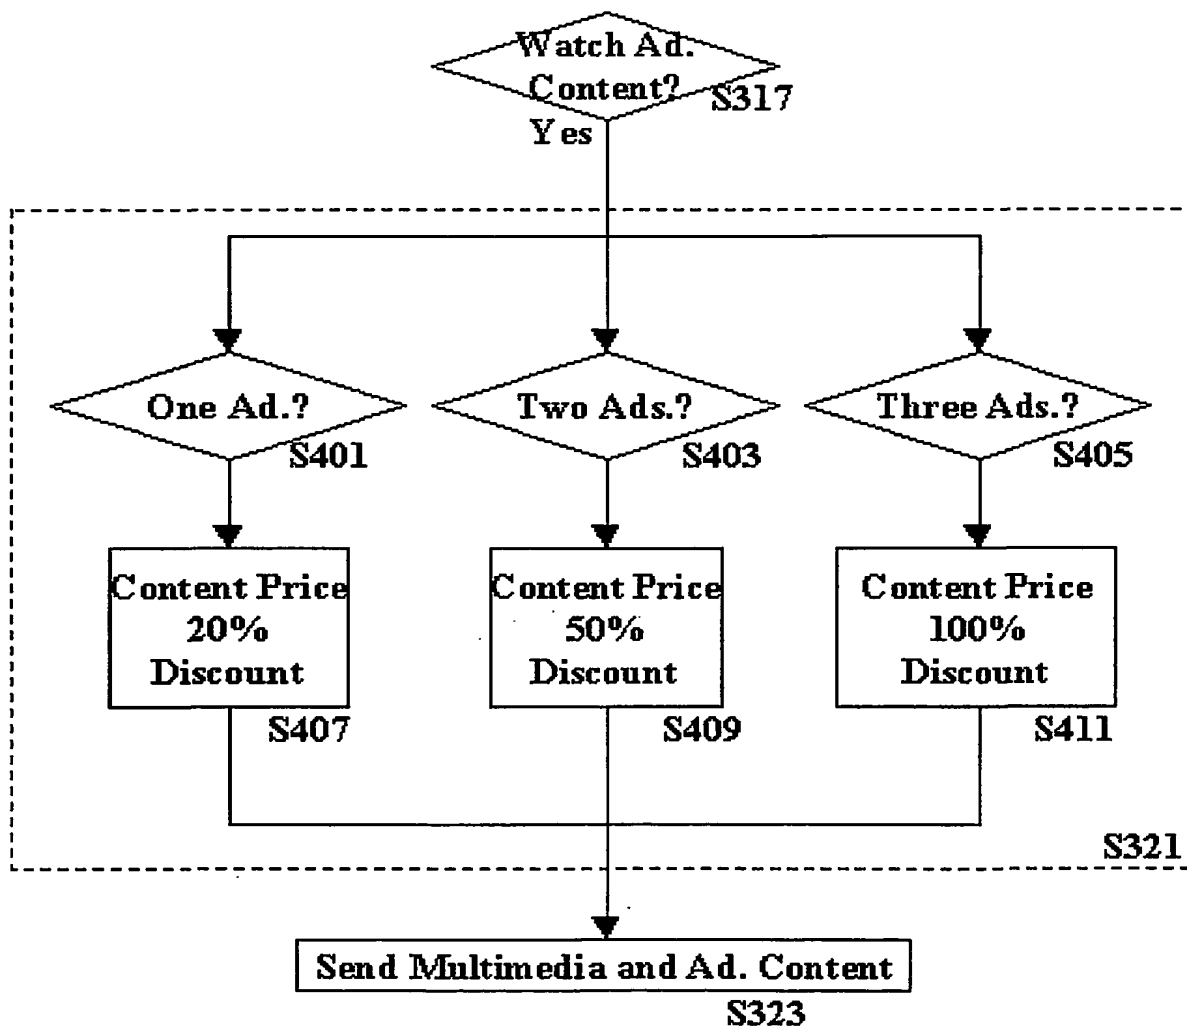 Watch Ad.
Content?
S317
Yes
One Ad.?
S401
Two Ads.?
S403
Three Ads.?
S405
Content Price
20%
Discount
S407
Content Price
50%
Discount
S409
Content Price
100%
Discount
S411
S321
Send Multimedia and Ad. Content
S323